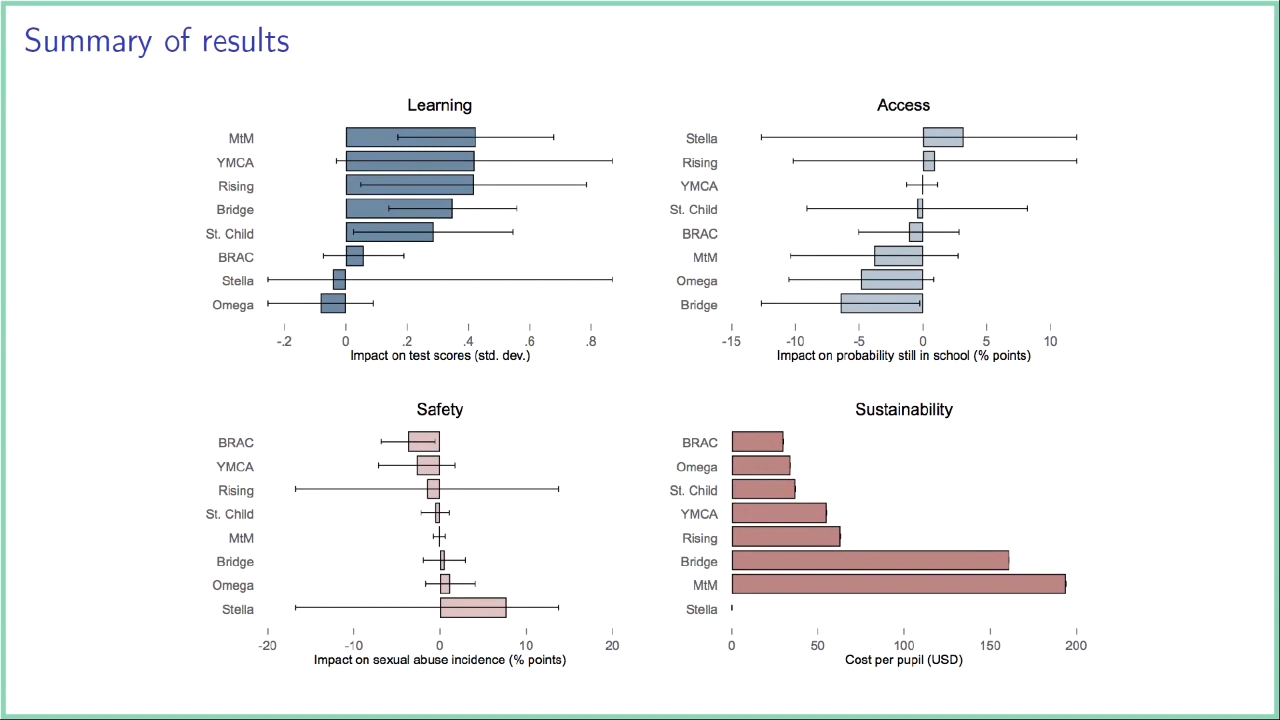 Summary of results
Learning
MtM
YMCA
Rising
Bridge
St. Child
BRAC
Stella
Omega
-.2 0 .2 .4 .6 .8
Impact on test scores (std. dev.)
Access
Stella
Rising
YMCA
St. Child
BRAC
MtM
Omega
Bridge
-15 -10 -5 0 5 10
Impact on probability still in school (% points)
Safety
BRAC
YMCA
Rising
St. Child
MtM
Bridge
Omega
Stella
-20 -10 0 10 20
Impact on sexual abuse incidence (% points)
Sustainability
BRAC
Omega
St. Child
YMCA
Rising
Bridge
MtM
Stella
0 50 100 150 200
Cost per pupil (USD)